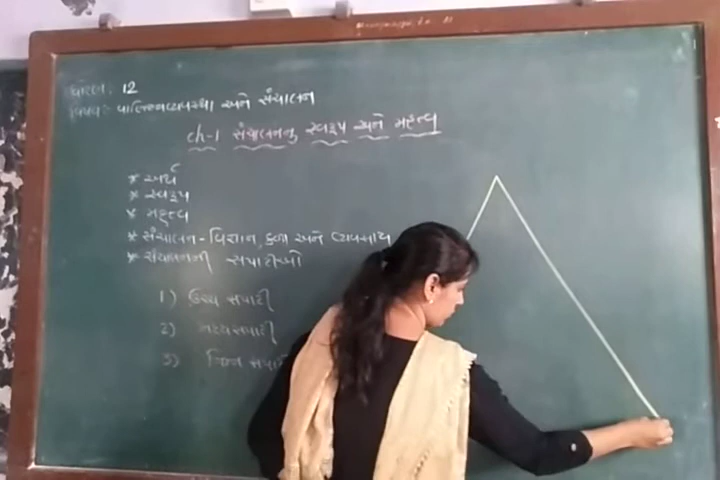 ધોરણ : 12
વિષય : વાણિજ્યવ્યવસ્થા અને સંચાલન
ch-1 સંચાલનનું સ્વરૂપ અને મહત્વ
* અર્થ
* સ્વરૂપ
* મહત્વ
* સંચાલન - વિજ્ઞાન, કળા અને વ્યવસાય
* સંચાલનની સપાટીઓ
1) ઉચ્ચ સપાટી
2) મધ્યસપાટી
3)